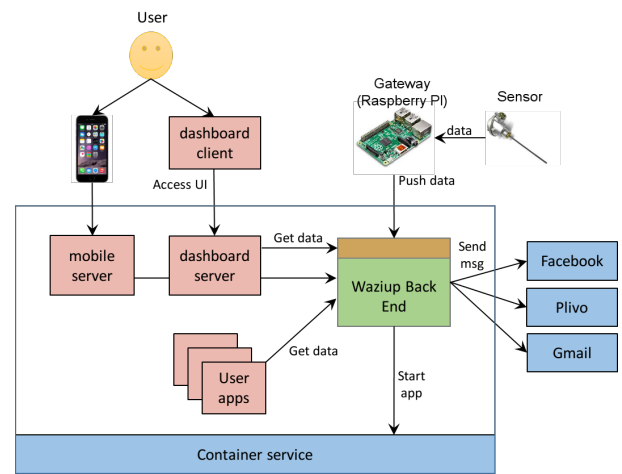 User
Gateway
(Raspberry PI)
Sensor
dashboard
client
data
Access UI
Push data
mobile
server
dashboard
server
Get data
Send
msg
Waziup Back
End
Facebook
Plivo
Gmail
Get data
User
apps
Start
app
Container service